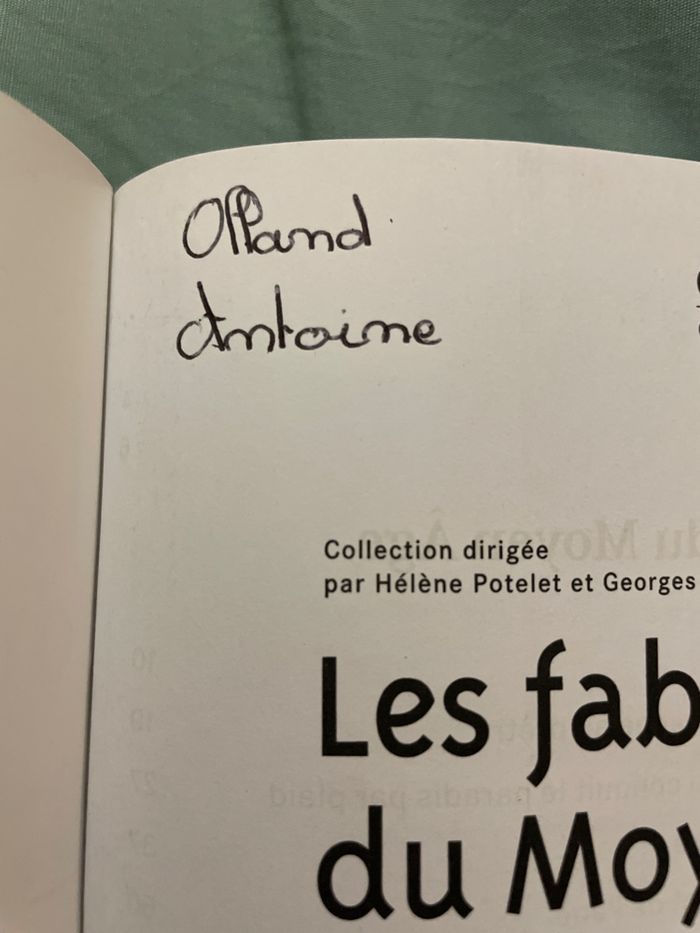 Olland
Antoine
Collection dirigée
par Hélène Potelet et Georges
Les fab
du Moy